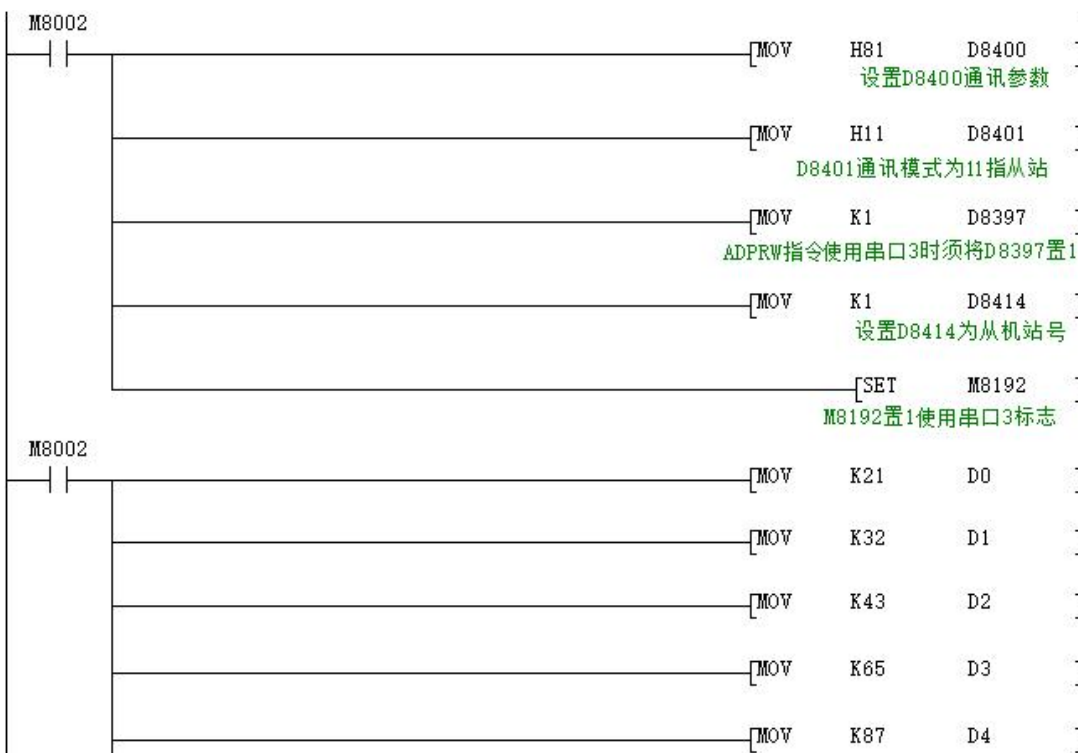 M8002
MOV H81 D8400
设置D8400通讯参数
MOV H11 D8401
D8401通讯模式为11指从站
MOV K1 D8397
ADPRW指令使用串口3时须将D8397置1
MOV K1 D8414
设置D8414为从机站号
SET M8192
M8192置1使用串口3标志
M8002
MOV K21 D0
MOV K32 D1
MOV K43 D2
MOV K65 D3
MOV K87 D4